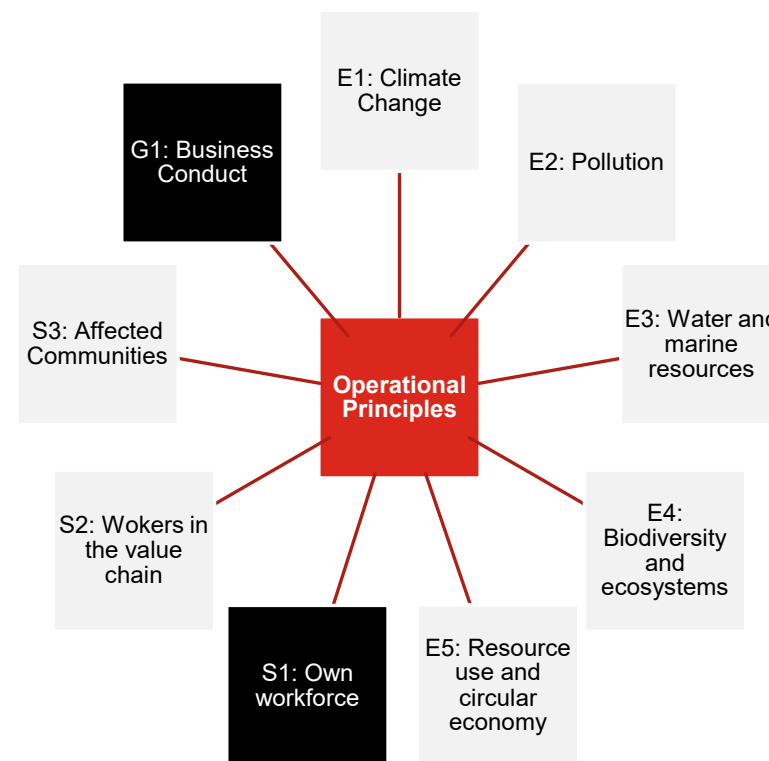 E1: Climate
Change
E2: Pollution
E3: Water and
marine
resources
E4:
Biodiversity
and
ecosystems
E5: Resource
use and
circular
economy
S1: Own
workforce
S2: Wokers in
the value
chain
S3: Affected
Communities
G1: Business
Conduct
Operational
Principles